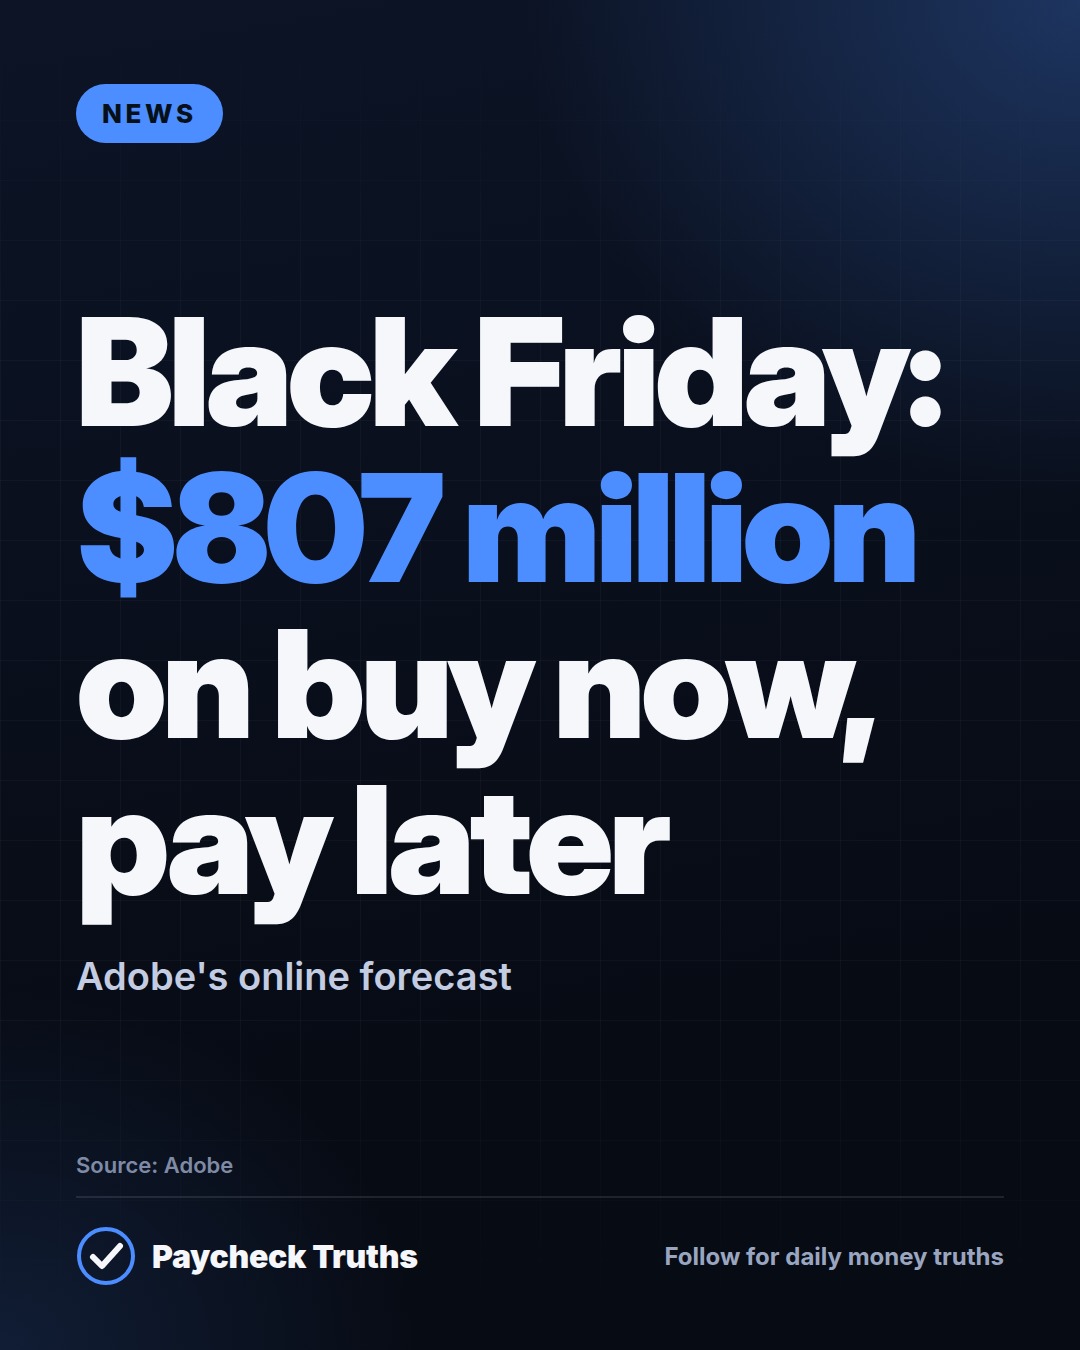 NEWS
Black Friday:
$807 million
on buy now,
pay later
Adobe's online forecast
Source: Adobe
Paycheck Truths
Follow for daily money truths